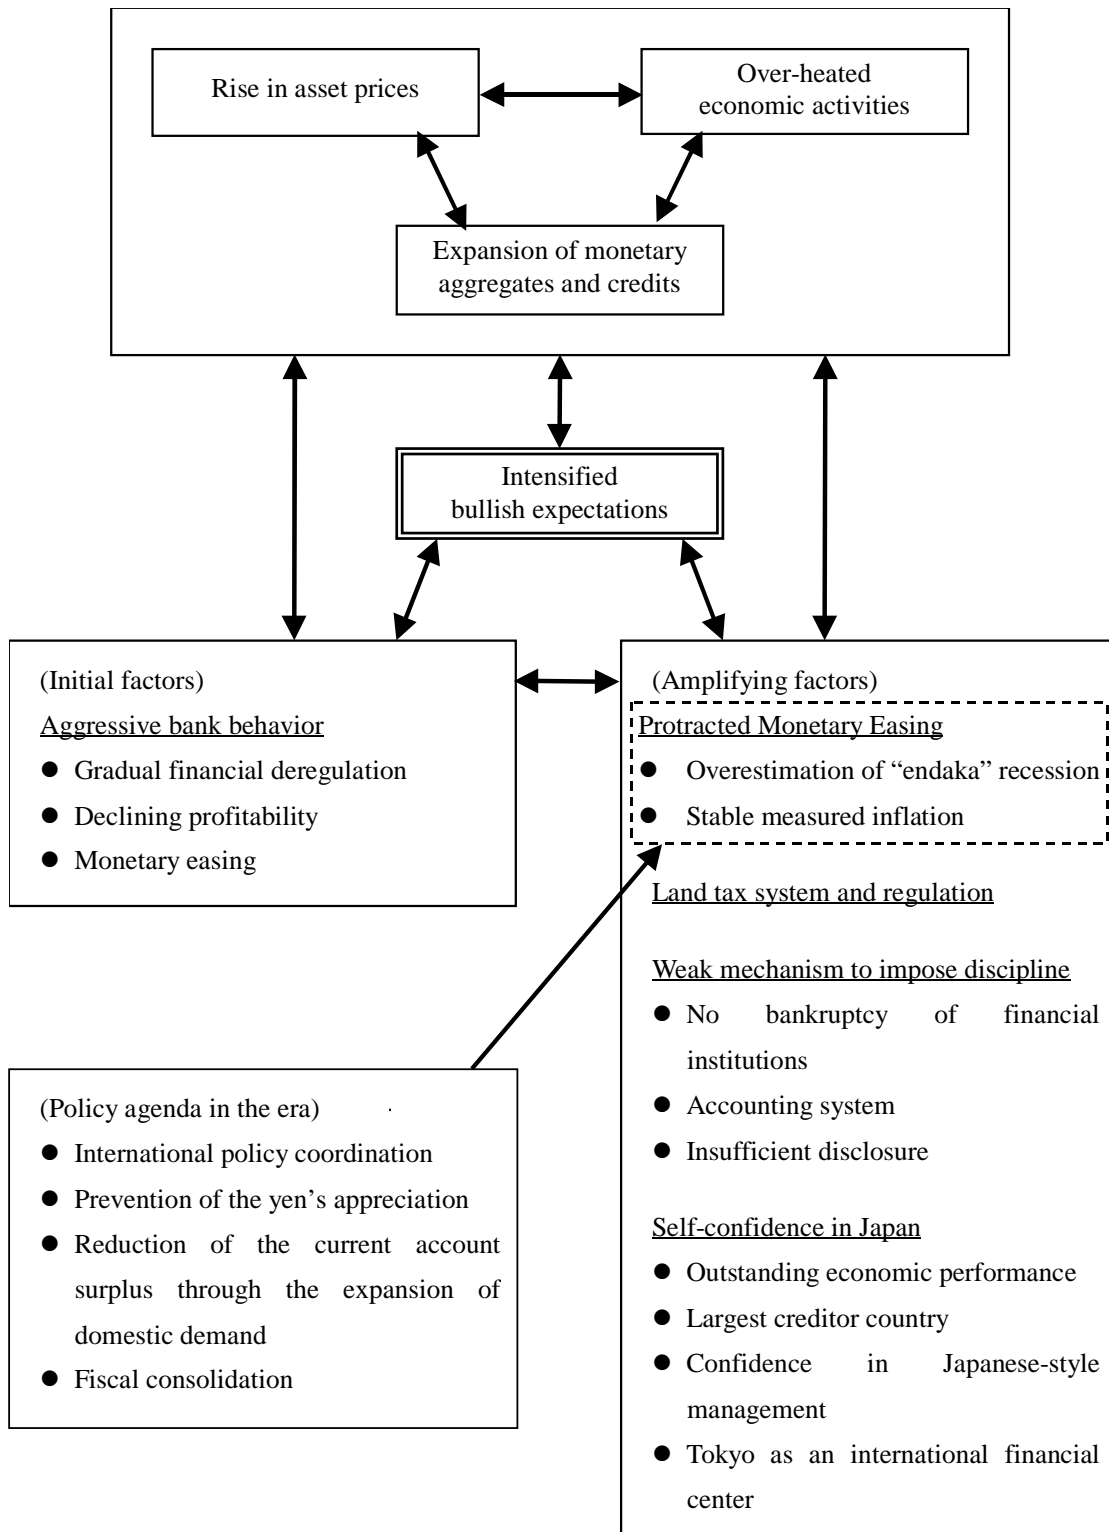 Rise in asset prices
Over-heated
economic activities
Expansion of monetary
aggregates and credits
Intensified
bullish expectations
(Initial factors)
Aggressive bank behavior
● Gradual financial deregulation
● Declining profitability
● Monetary easing
(Amplifying factors)
Protracted Monetary Easing
● Overestimation of “endaka” recession
● Stable measured inflation
Land tax system and regulation
Weak mechanism to impose discipline
● No bankruptcy of financial
institutions
● Accounting system
● Insufficient disclosure
Self-confidence in Japan
● Outstanding economic performance
● Largest creditor country
● Confidence in Japanese-style
management
● Tokyo as an international financial
center
(Policy agenda in the era)
● International policy coordination
● Prevention of the yen’s appreciation
● Reduction of the current account
surplus through the expansion of
domestic demand
● Fiscal consolidation